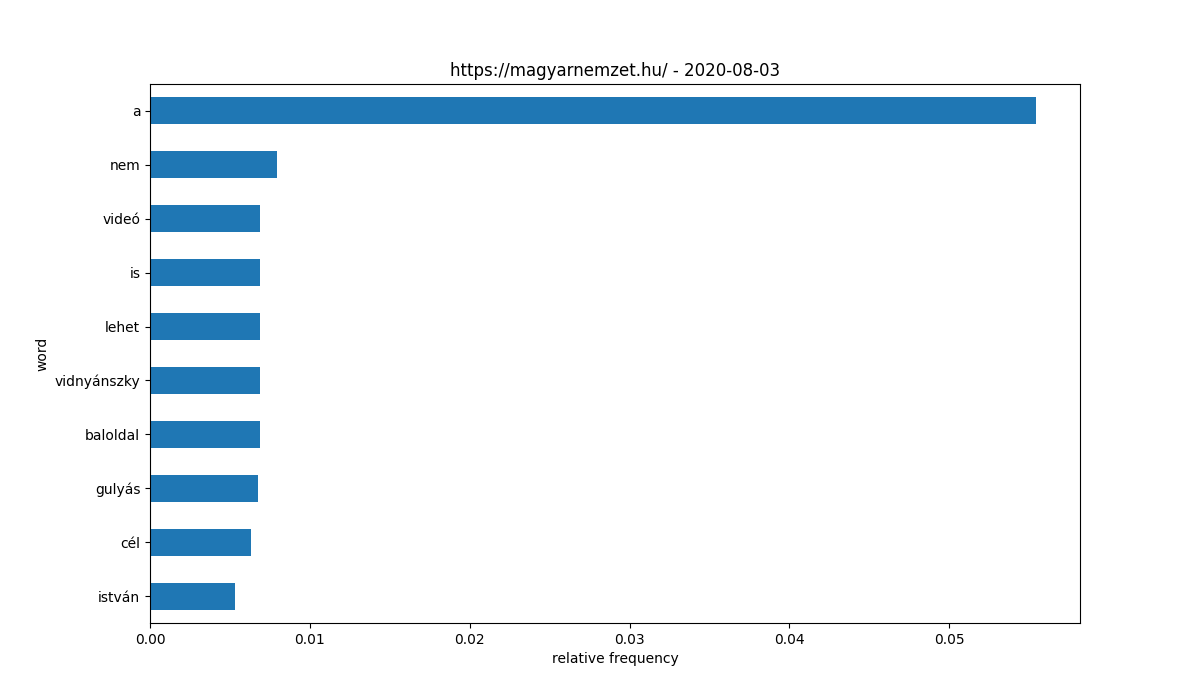 https://magyarnemzet.hu/ - 2020-08-03
a
nem
videó
is
lehet
vidnyánszky
baloldal
gulyás
cél
istván
word
0.00 0.01 0.02 0.03 0.04 0.05
relative frequency